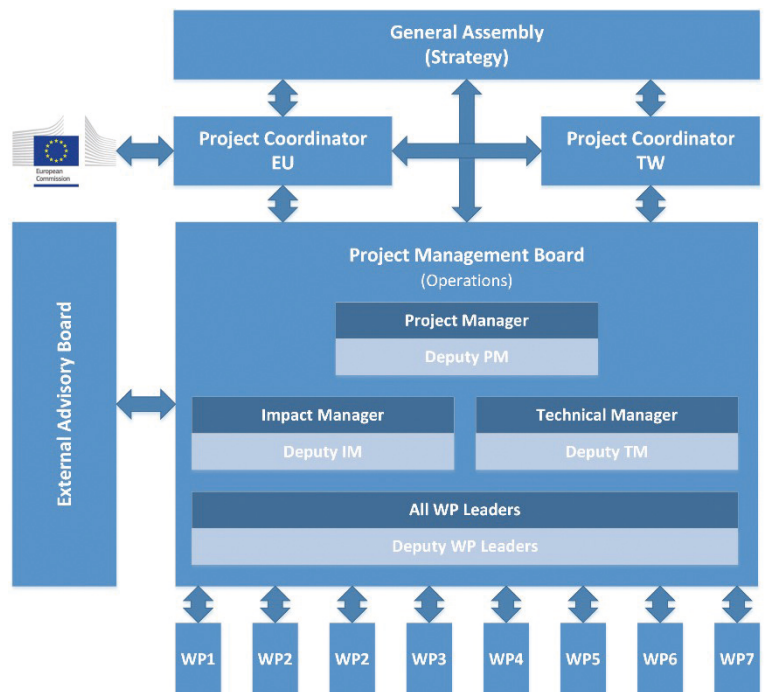 General Assembly
(Strategy)
Project Coordinator
EU
Project Coordinator
TW
European
Commission
External Advisory Board
Project Management Board
(Operations)
Project Manager
Deputy PM
Impact Manager
Deputy IM
Technical Manager
Deputy TM
All WP Leaders
Deputy WP Leaders
WP1
WP2
WP2
WP3
WP4
WP5
WP6
WP7